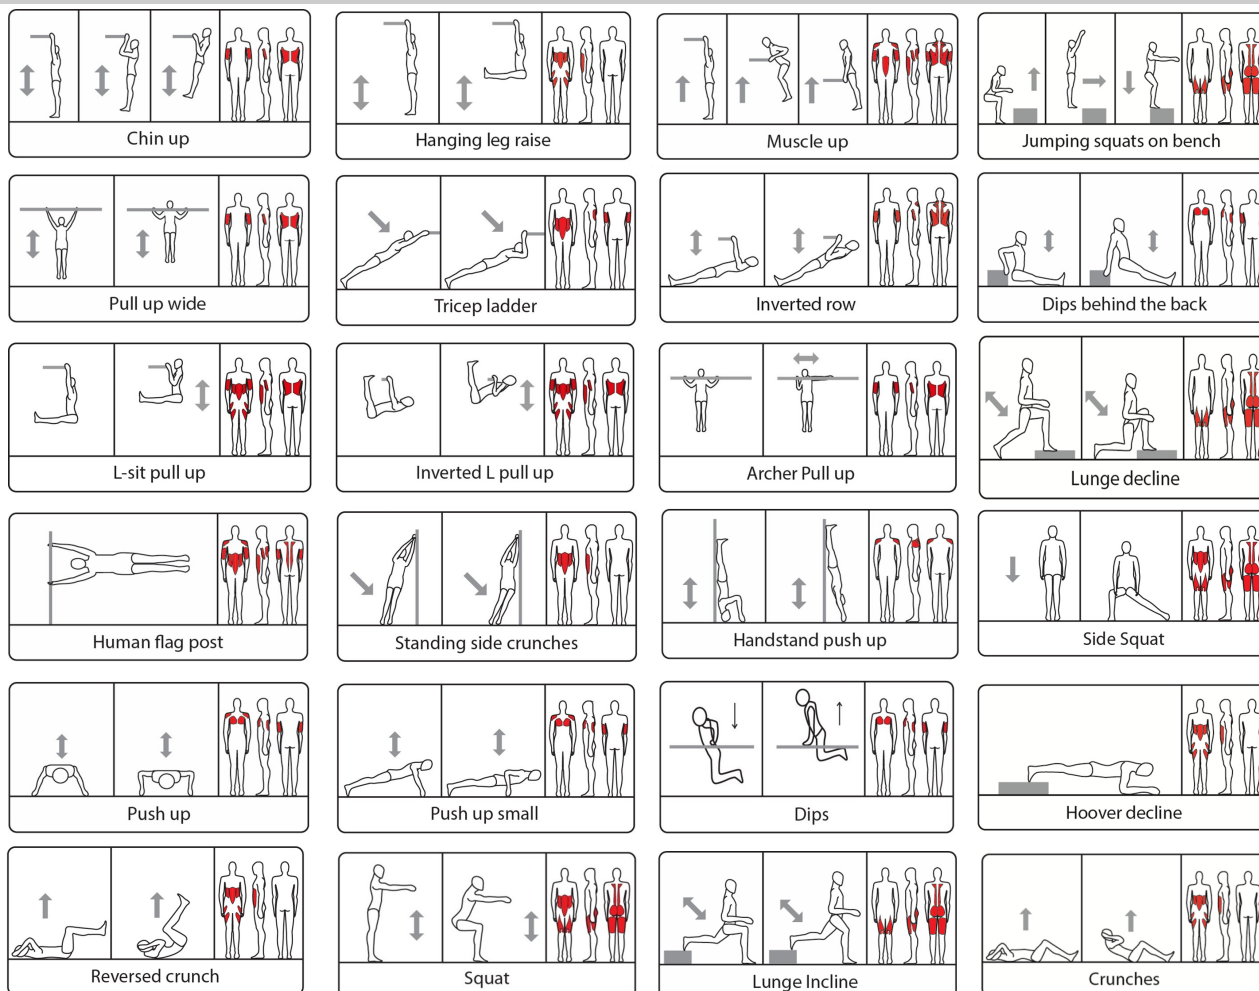 Chin up
Hanging leg raise
Muscle up
Jumping squats on bench
Pull up wide
Tricep ladder
Inverted row
Dips behind the back
L-sit pull up
Inverted L pull up
Archer Pull up
Lunge decline
Human flag post
Standing side crunches
Handstand push up
Side Squat
Push up
Push up small
Dips
Hoover decline
Reversed crunch
Squat
Lunge Incline
Crunches